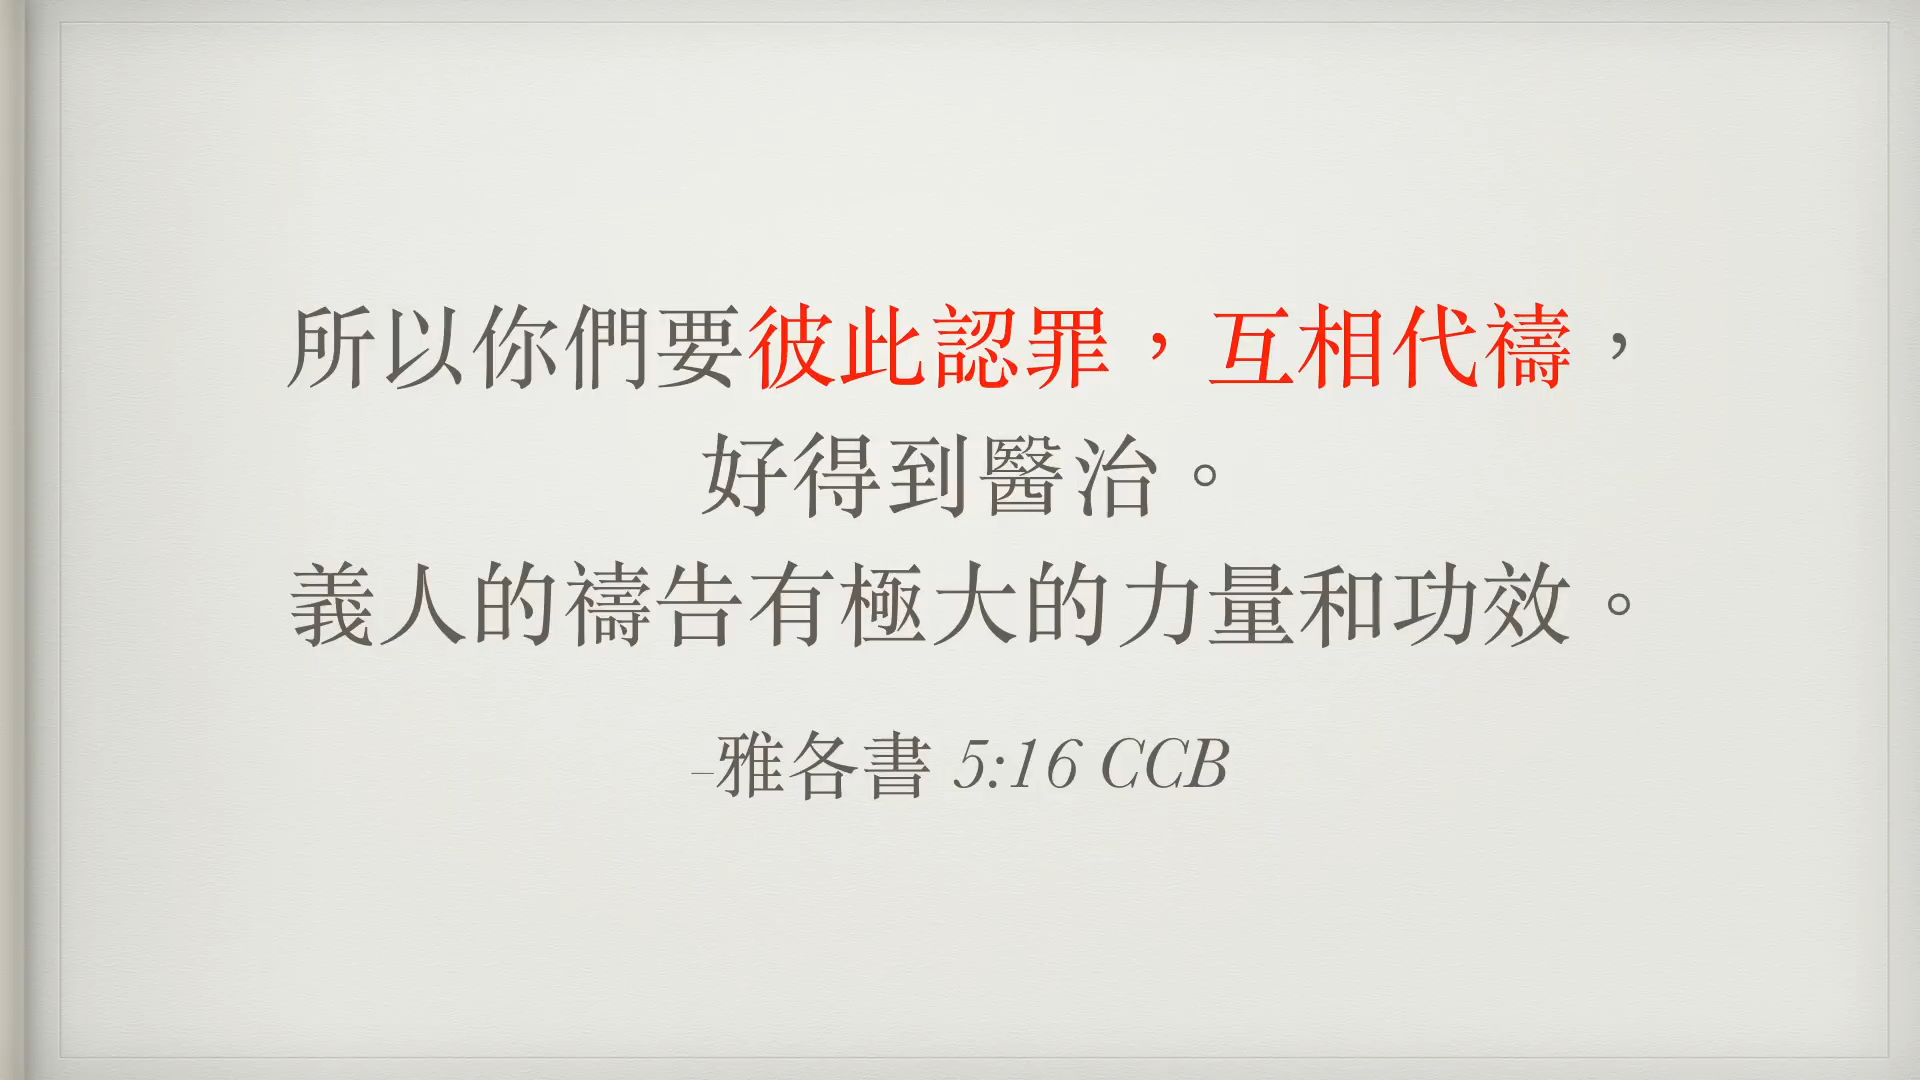 所以你們要彼此認罪，互相代禱，
好得到醫治。
義人的禱告有極大的力量和功效。
–雅各書 5:16 CCB